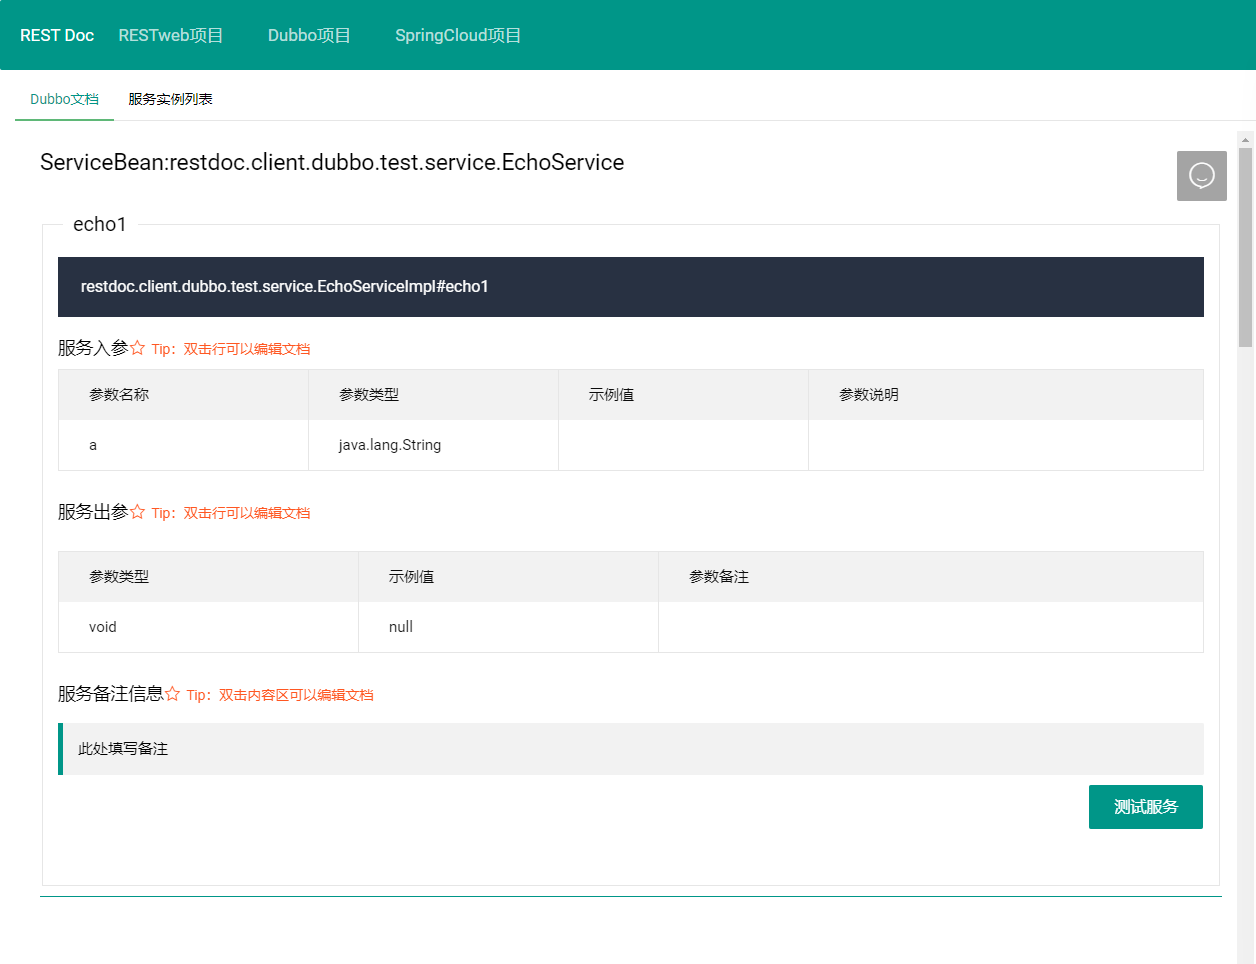 REST Doc RESTweb项目 Dubbo项目 SpringCloud项目
Dubbo文档 服务实例列表
ServiceBean:restdoc.client.dubbo.test.service.EchoService
echo1
restdoc.client.dubbo.test.service.EchoServiceImpl#echo1
服务入参☆ Tip：双击行可以编辑文档
参数名称 参数类型 示例值 参数说明
a java.lang.String
服务出参☆ Tip：双击行可以编辑文档
参数类型 示例值 参数备注
void null
服务备注信息☆ Tip：双击内容区可以编辑文档
此处填写备注
测试服务